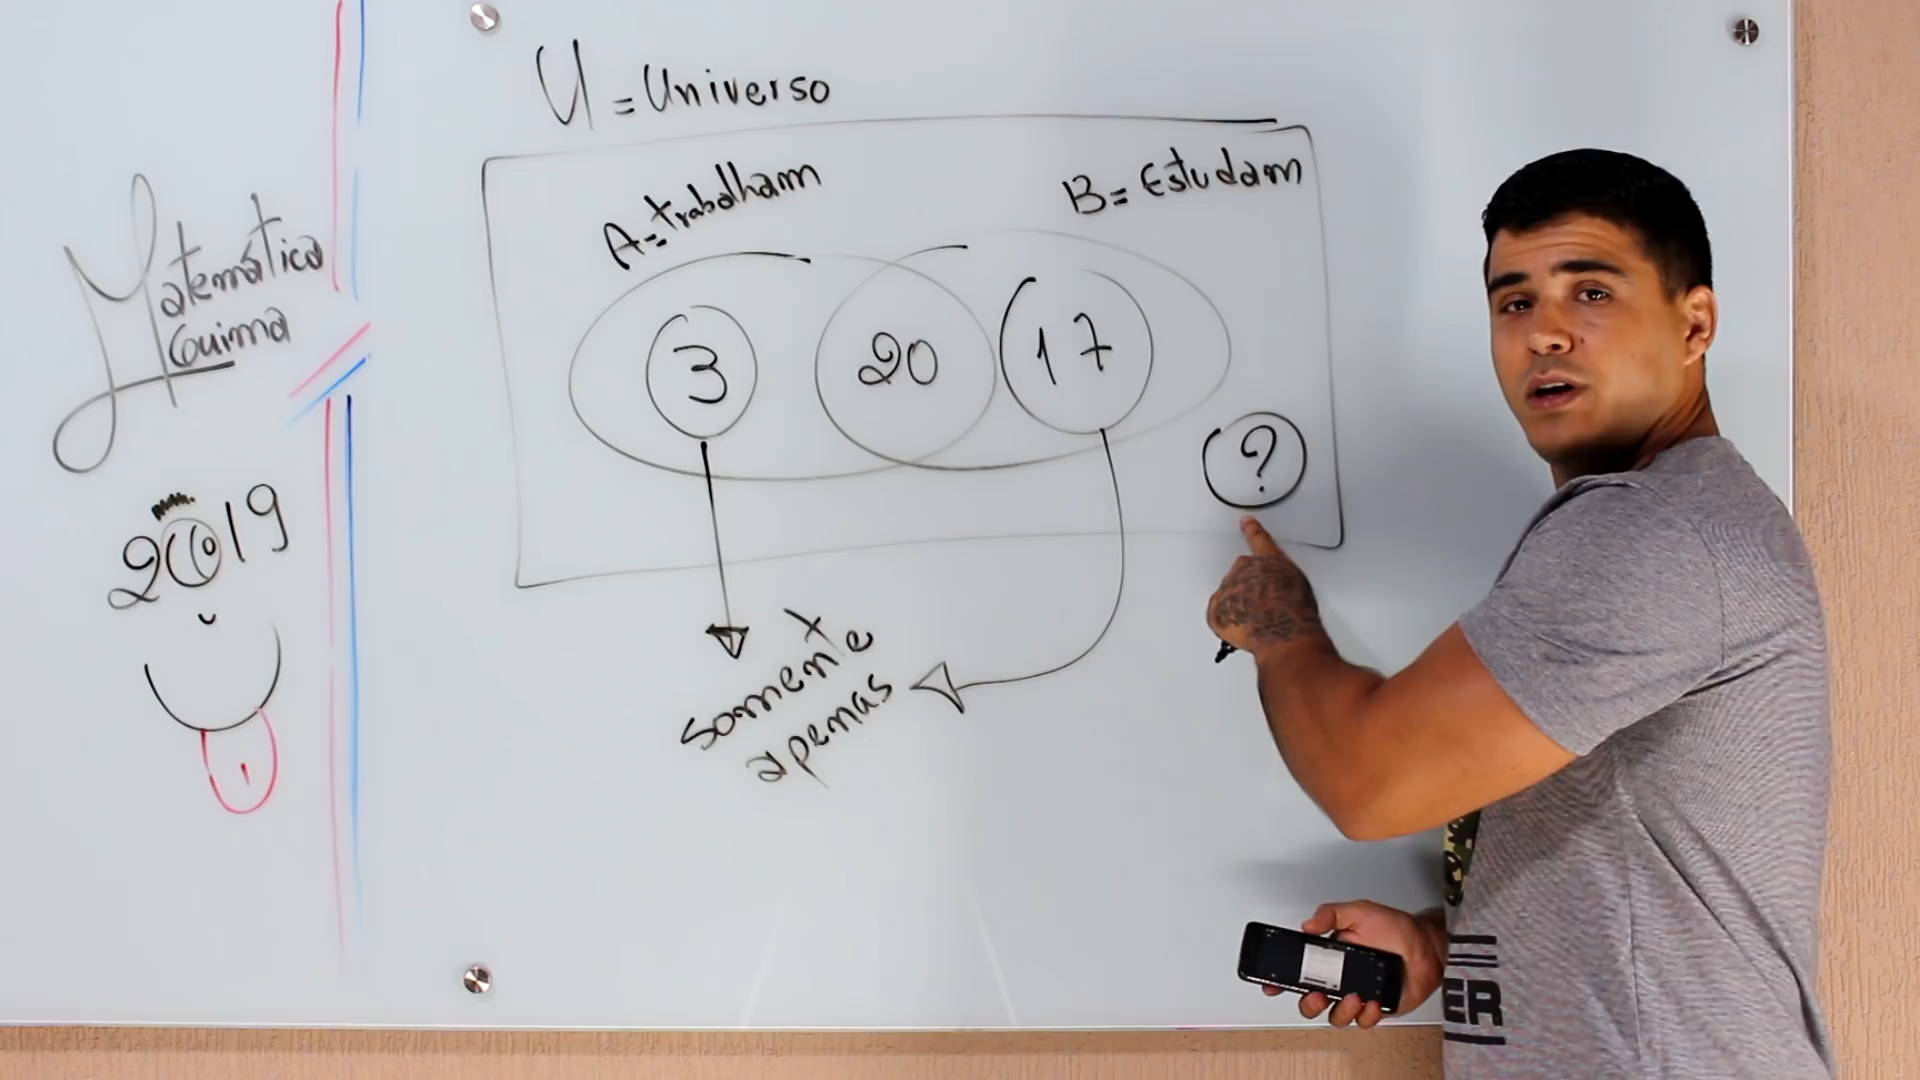 Matemática
Guima
2019
U = Universo
A = trabalham
B = Estudam
3
20
17
?
somente
apenas
ER